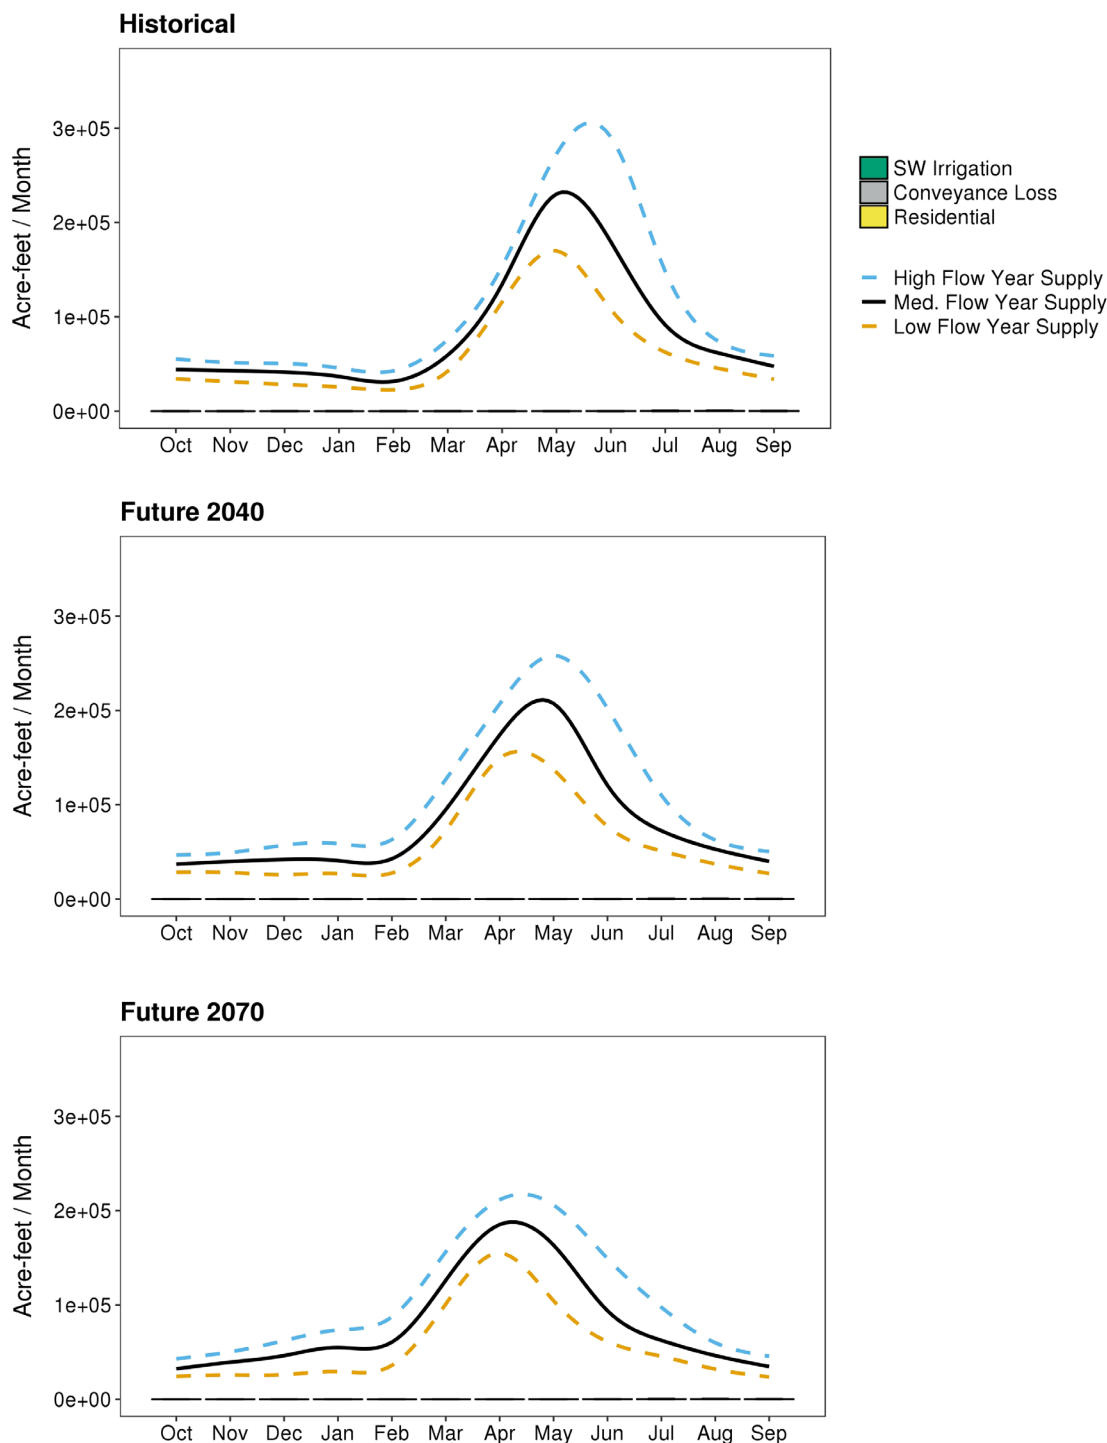 Historical
Acre-feet / Month
3e+05
2e+05
1e+05
0e+00
Oct Nov Dec Jan Feb Mar Apr May Jun Jul Aug Sep
SW Irrigation
Conveyance Loss
Residential
High Flow Year Supply
Med. Flow Year Supply
Low Flow Year Supply
Future 2040
Acre-feet / Month
3e+05
2e+05
1e+05
0e+00
Oct Nov Dec Jan Feb Mar Apr May Jun Jul Aug Sep
Future 2070
Acre-feet / Month
3e+05
2e+05
1e+05
0e+00
Oct Nov Dec Jan Feb Mar Apr May Jun Jul Aug Sep